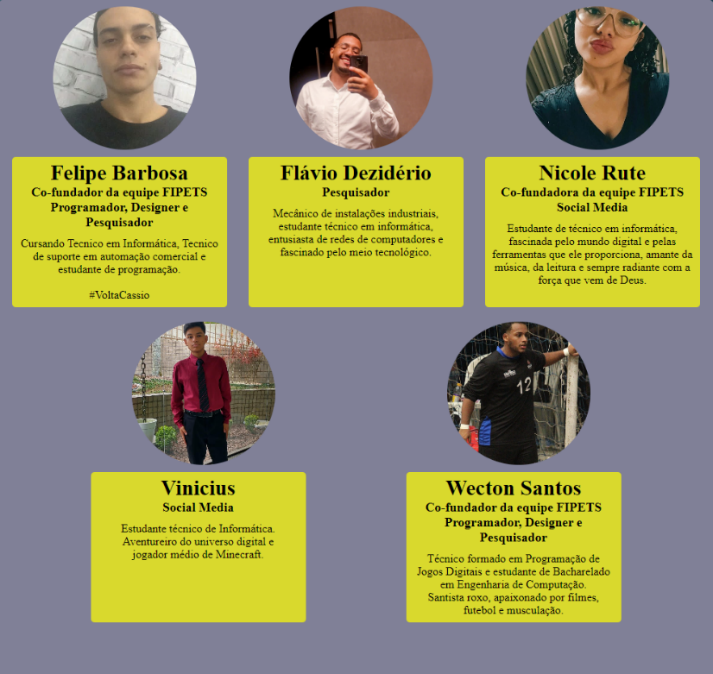 Felipe Barbosa
Co-fundador da equipe FIPETS
Programador, Designer e
Pesquisador
Cursando Tecnico em Informática, Tecnico
de suporte em automação comercial e
estudante de programação.
#VoltaCassio
Flávio Dezidério
Pesquisador
Mecânico de instalações industriais,
estudante técnico em informática,
entusiasta de redes de computadores e
fascinado pelo meio tecnológico.
Nicole Rute
Co-fundadora da equipe FIPETS
Social Media
Estudante de técnico em informática,
fascinada pelo mundo digital e pelas
ferramentas que ele proporciona, amante da
música, da leitura e sempre radiante com a
força que vem de Deus.
Vinicius
Social Media
Estudante técnico de Informática.
Aventureiro do universo digital e
jogador médio de Minecraft.
12
Wecton Santos
Co-fundador da equipe FIPETS
Programador, Designer e
Pesquisador
Técnico formado em Programação de
Jogos Digitais e estudante de Bacharelado
em Engenharia de Computação.
Santista roxo, apaixonado por filmes,
futebol e musculação.